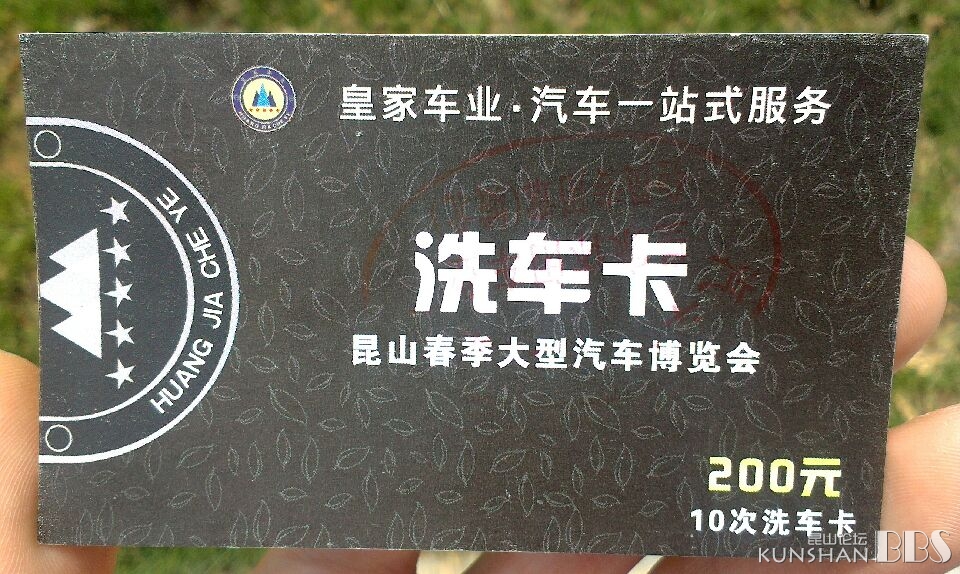 皇家车业·汽车一站式服务
HUANG JIA CHE YE
洗车卡
昆山春季大型汽车博览会
200元
10次洗车卡
昆山论坛
KUNSHAN BBS